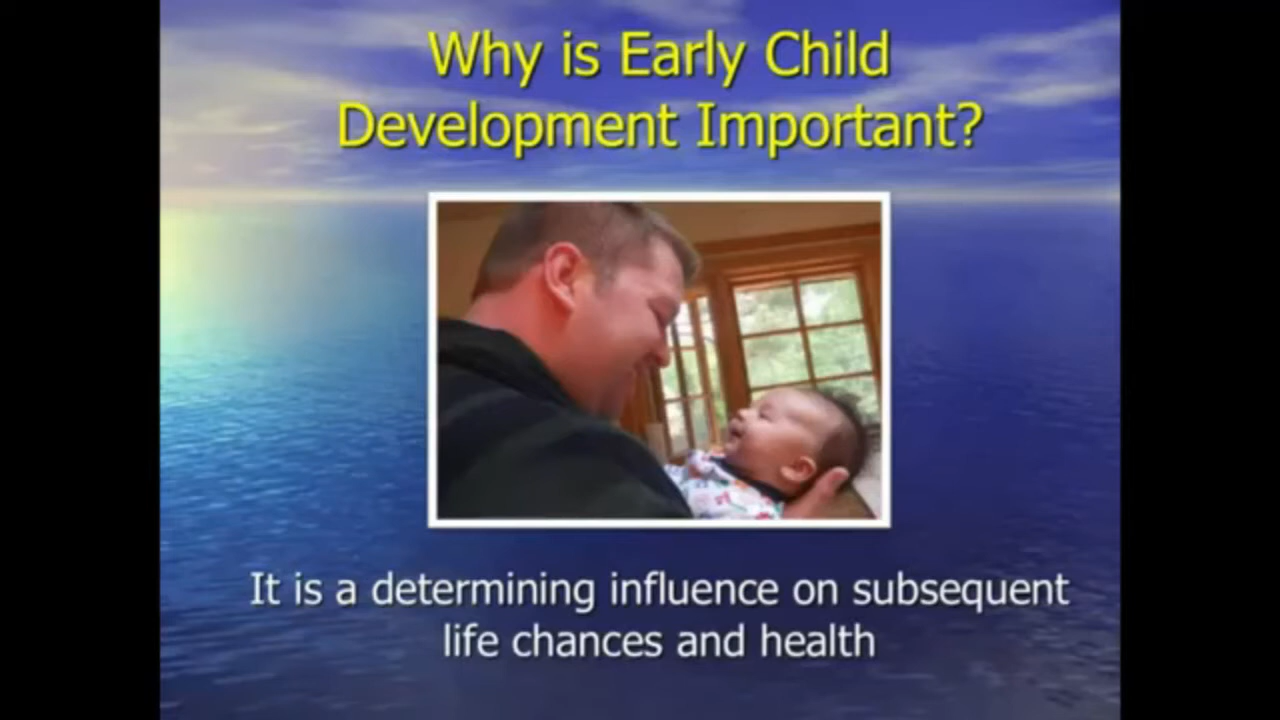 Why is Early Child
Development Important?
It is a determining influence on subsequent
life chances and health